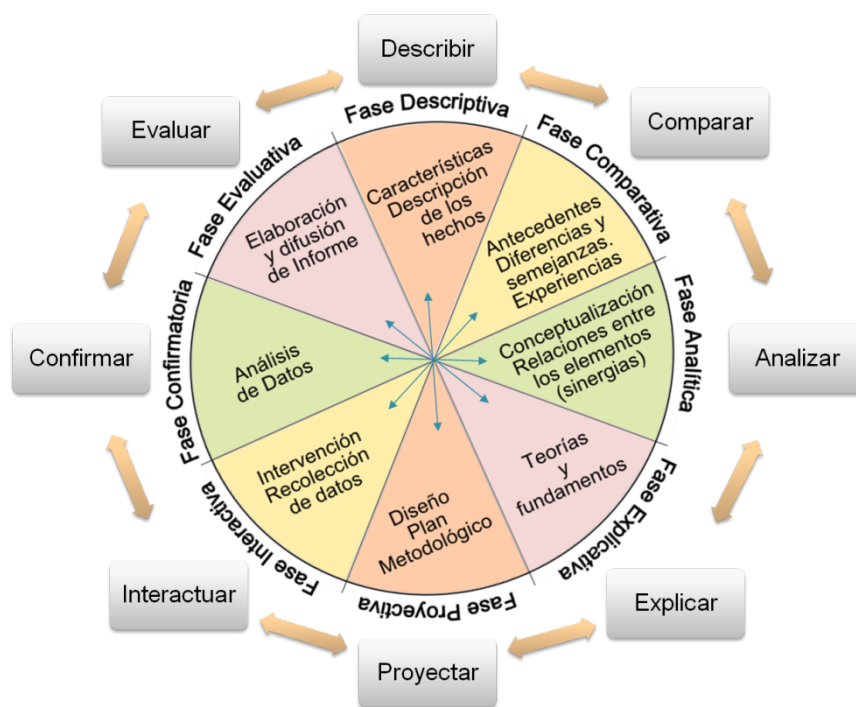 Describir
Comparar
Analizar
Explicar
Proyectar
Interactuar
Confirmar
Evaluar
Fase Descriptiva
Características
Descripción
de los
hechos
Fase Comparativa
Antecedentes
Diferencias y
semejanzas.
Experiencias
Fase Analítica
Conceptualización
Relaciones entre
los elementos
(sinergias)
Fase Explicativa
Teorías
y
fundamentos
Fase Proyectiva
Diseño
Plan
Metodológico
Fase Interactiva
Intervención
Recolección
de datos
Fase Confirmatoria
Análisis
de Datos
Fase Evaluativa
Elaboración
y difusión
de Informe